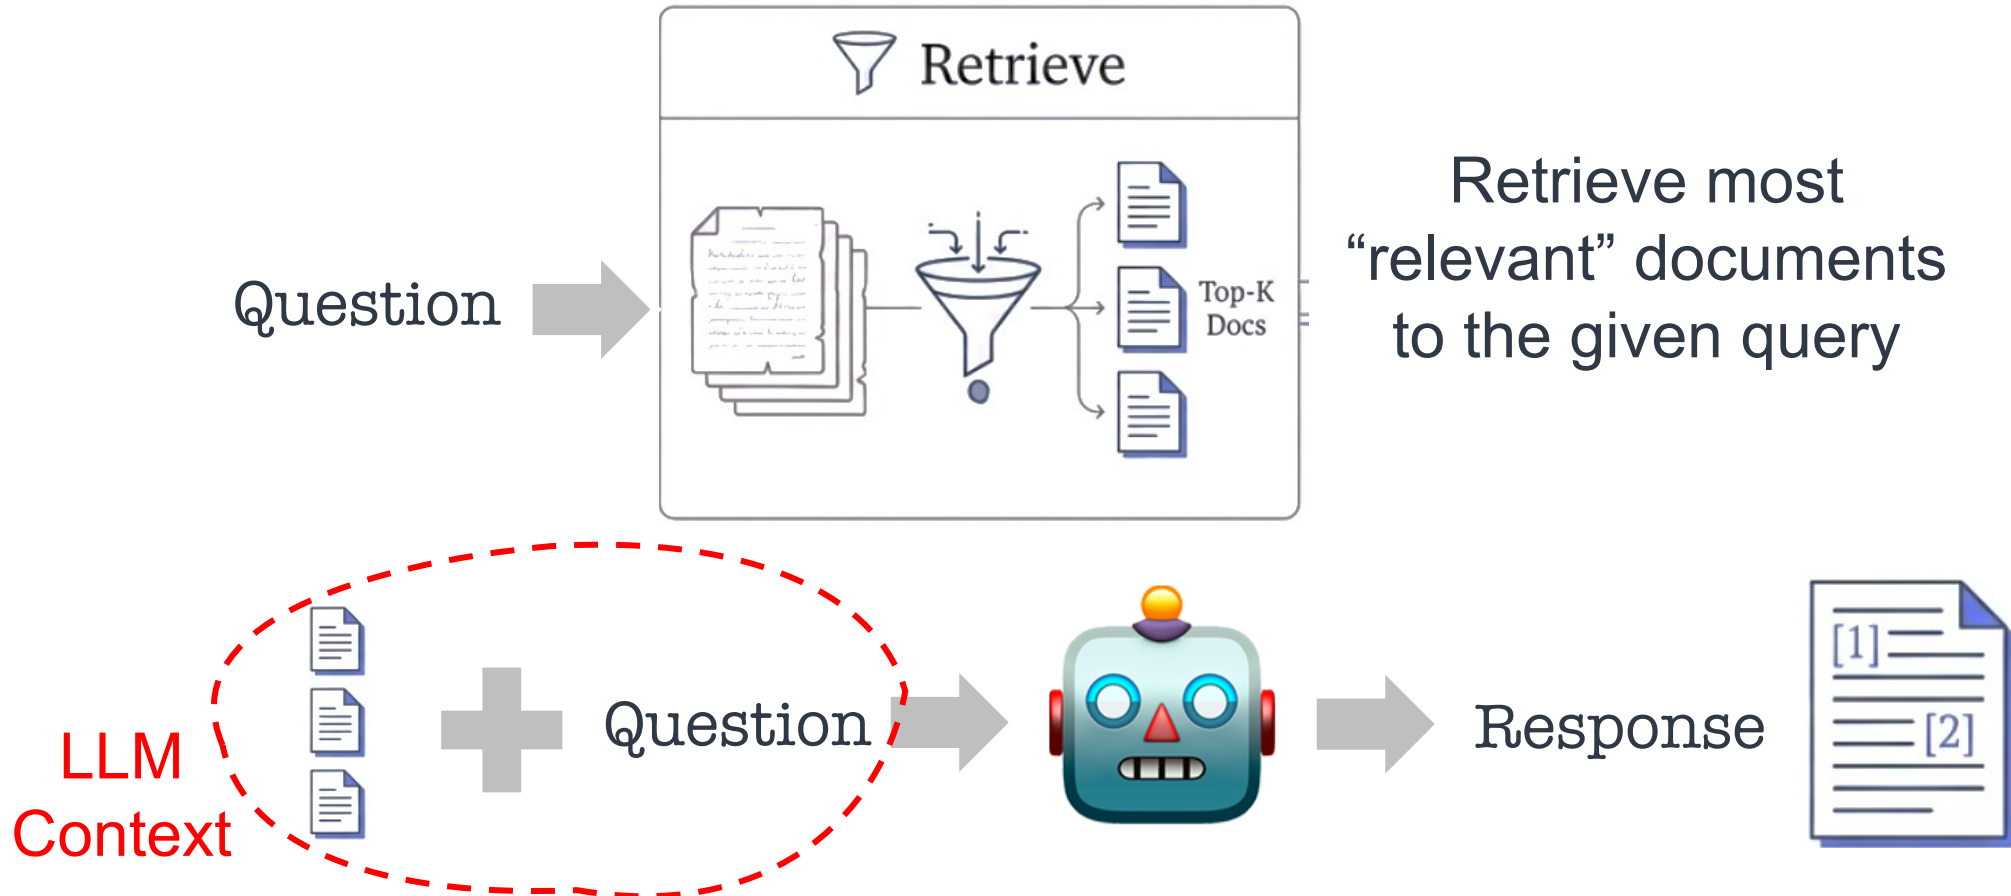 Retrieve
Question
Top-K
Docs
Retrieve most
“relevant” documents
to the given query
LLM
Context
Question
Response
[1]
[2]